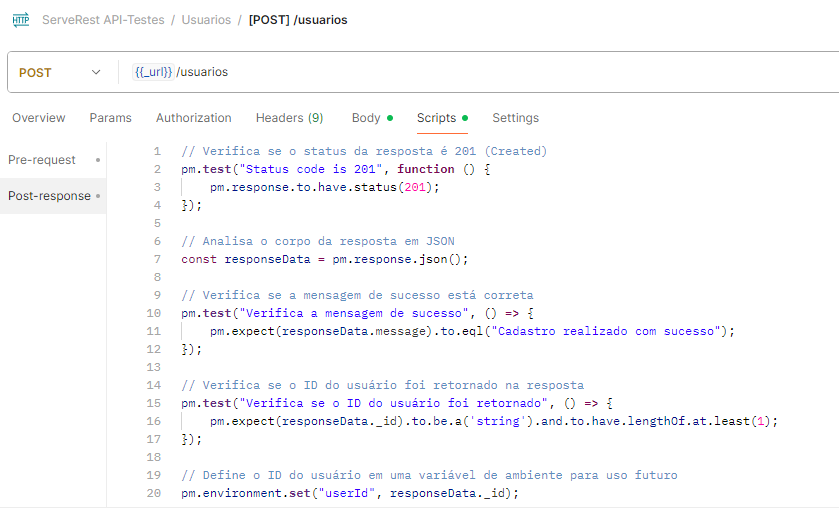 HTTP ServeRest API-Testes / Usuarios / [POST] /usuarios
POST {{_url}}/usuarios
Overview Params Authorization Headers (9) Body Scripts Settings
Pre-request
Post-response
1 // Verifica se o status da resposta é 201 (Created)
2 pm.test("Status code is 201", function () {
3 pm.response.to.have.status(201);
4 });
5
6 // Analisa o corpo da resposta em JSON
7 const responseData = pm.response.json();
8
9 // Verifica se a mensagem de sucesso está correta
10 pm.test("Verifica a mensagem de sucesso", () => {
11 pm.expect(responseData.message).to.eql("Cadastro realizado com sucesso");
12 });
13
14 // Verifica se o ID do usuário foi retornado na resposta
15 pm.test("Verifica se o ID do usuário foi retornado", () => {
16 pm.expect(responseData._id).to.be.a('string').and.to.have.lengthOf.at.least(1);
17 });
18
19 // Define o ID do usuário em uma variável de ambiente para uso futuro
20 pm.environment.set("userId", responseData._id);